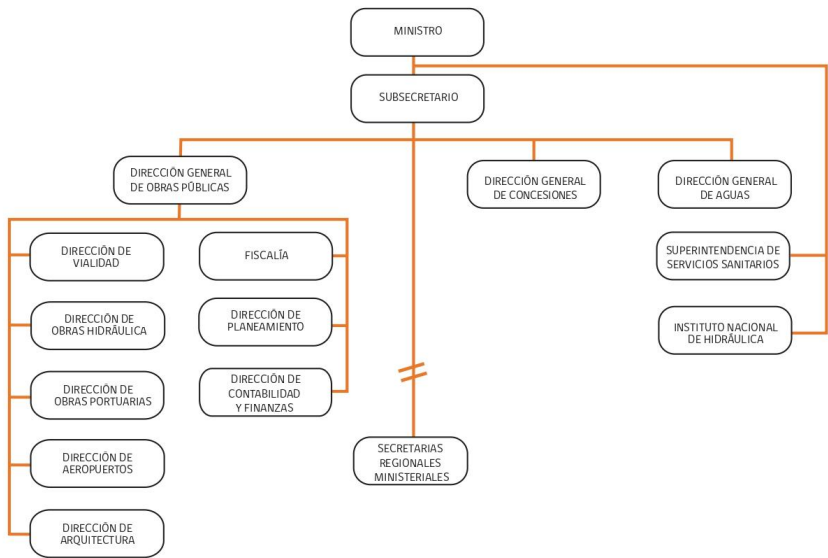 MINISTRO
SUBSECRETARIO
DIRECCIÓN GENERAL
DE OBRAS PÚBLICAS
DIRECCIÓN GENERAL
DE CONCESIONES
DIRECCIÓN GENERAL
DE AGUAS
DIRECCIÓN DE
VIALIDAD
FISCALÍA
SUPERINTENDENCIA DE
SERVICIOS SANITARIOS
DIRECCIÓN DE
OBRAS HIDRÁULICA
DIRECCIÓN DE
PLANEAMIENTO
INSTITUTO NACIONAL
DE HIDRÁULICA
DIRECCIÓN DE
OBRAS PORTUARIAS
DIRECCIÓN DE
CONTABILIDAD
Y FINANZAS
DIRECCIÓN DE
AEROPUERTOS
SECRETARIAS
REGIONALES
MINISTERIALES
DIRECCIÓN DE
ARQUITECTURA